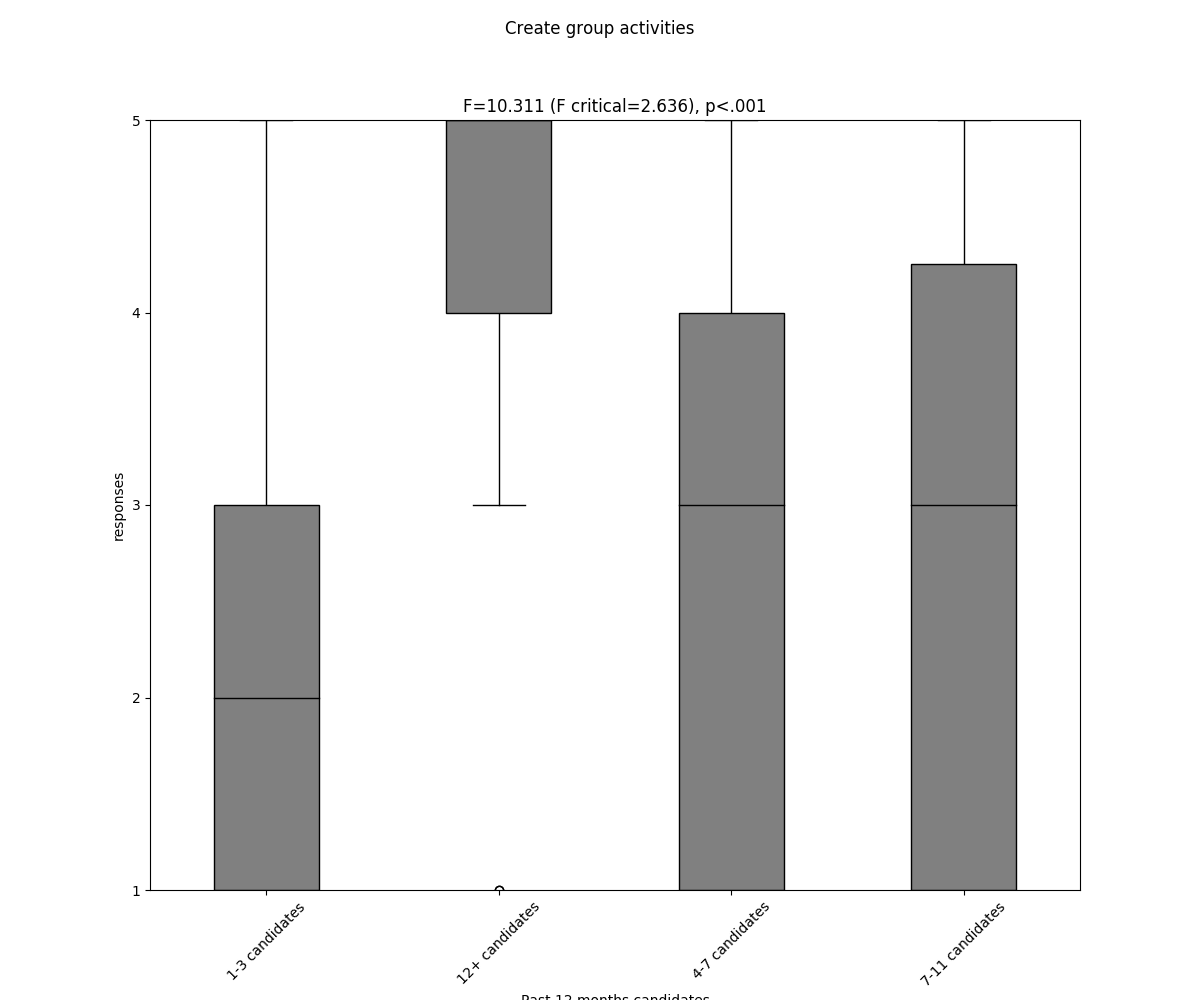 Create group activities
F=10.311 (F critical=2.636), p<.001
5
4
3
2
1
responses
1-3 candidates
12+ candidates
4-7 candidates
7-11 candidates
Past 12 months candidates